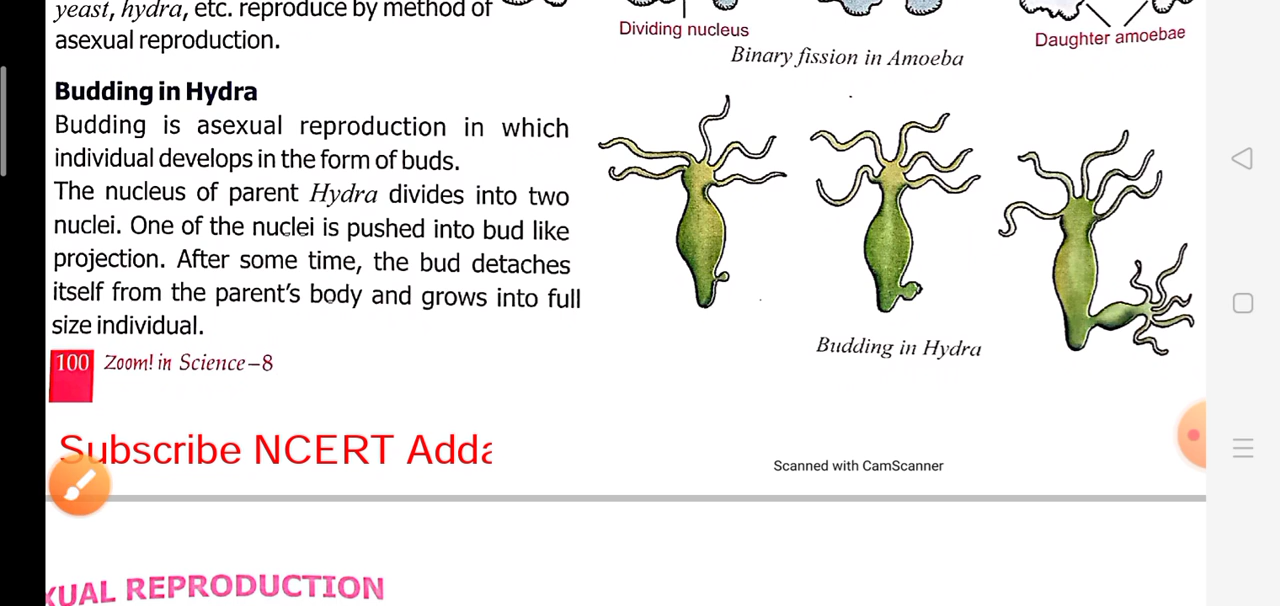 yeast, hydra, etc. reproduce by method of
asexual reproduction.
Dividing nucleus
Binary fission in Amoeba
Daughter amoebae
Budding in Hydra
Budding is asexual reproduction in which
individual develops in the form of buds.
The nucleus of parent Hydra divides into two
nuclei. One of the nuclei is pushed into bud like
projection. After some time, the bud detaches
itself from the parent's body and grows into full
size individual.
Budding in Hydra
100 Zoom! in Science–8
Subscribe NCERT Adda
Scanned with CamScanner
REPRODUCTION